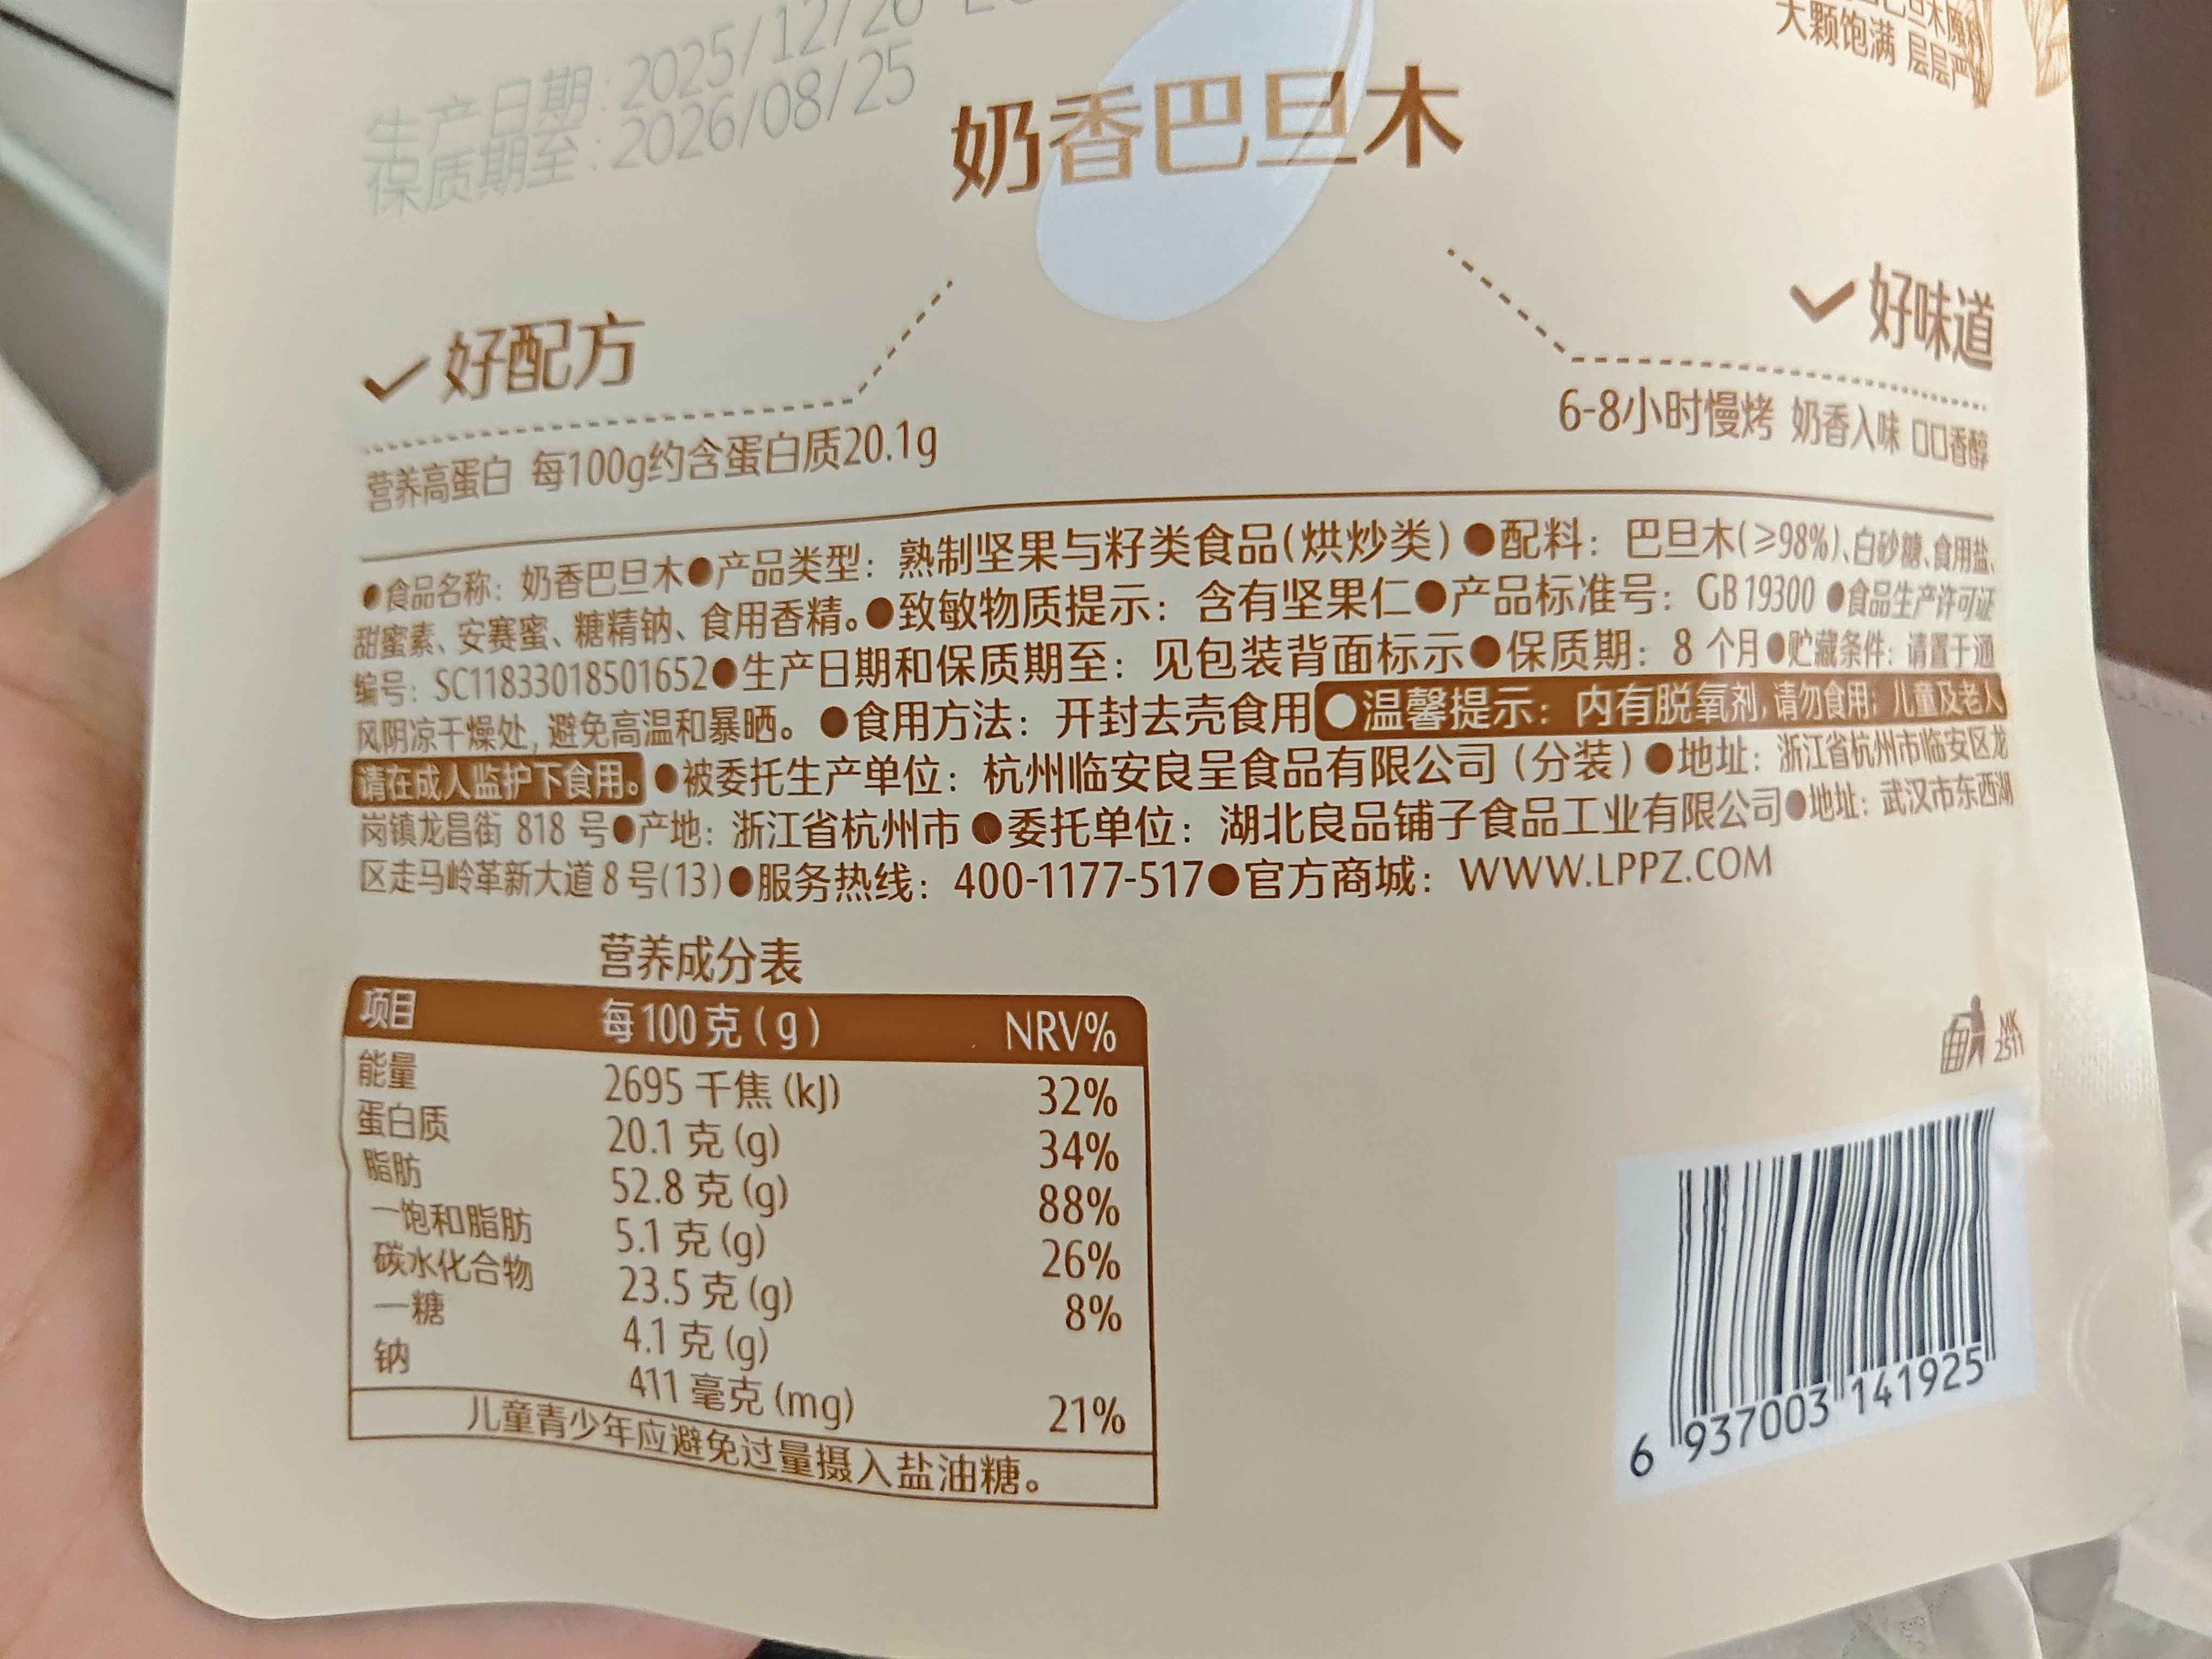 大颗饱满 层层严选
生产日期:2025/12/26
保质期至:2026/08/25
奶香巴旦木
好配方
好味道
营养高蛋白 每100g约含蛋白质20.1g
6-8小时慢烤 奶香入味 口口香醇
●食品名称：奶香巴旦木●产品类型：熟制坚果与籽类食品(烘炒类)●配料：巴旦木(≥98%)、白砂糖、食用盐、
甜蜜素、安赛蜜、糖精钠、食用香精。●致敏物质提示：含有坚果仁●产品标准号：GB 19300 ●食品生产许可证
编号：SC11833018501652●生产日期和保质期至：见包装背面标示●保质期：8 个月●贮藏条件：请置于通
风阴凉干燥处,避免高温和暴晒。●食用方法：开封去壳食用●温馨提示：内有脱氧剂,请勿食用；儿童及老人
请在成人监护下食用。●被委托生产单位：杭州临安良呈食品有限公司（分装）●地址：浙江省杭州市临安区龙
岗镇龙昌街 818 号●产地：浙江省杭州市 ●委托单位：湖北良品铺子食品工业有限公司●地址：武汉市东西湖
区走马岭革新大道 8 号(13)●服务热线：400-1177-517●官方商城：WWW.LPPZ.COM
营养成分表
项目 每100克(g) NRV%
能量 2695 千焦(kJ) 32%
蛋白质 20.1 克(g) 34%
脂肪 52.8 克(g) 88%
—饱和脂肪 5.1 克(g) 26%
碳水化合物 23.5 克(g) 8%
—糖 4.1 克(g)
钠 411 毫克(mg) 21%
儿童青少年应避免过量摄入盐油糖。
MK
2511
6 937003 141925